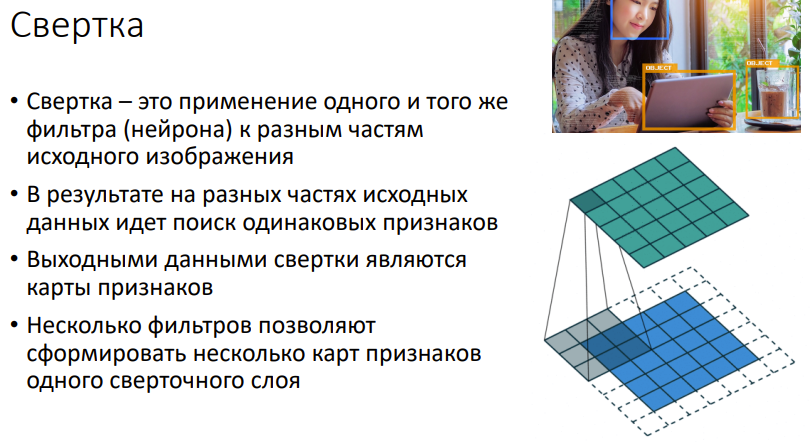 Свертка
• Свертка – это применение одного и того же
фильтра (нейрона) к разным частям
исходного изображения
• В результате на разных частях исходных
данных идет поиск одинаковых признаков
• Выходными данными свертки являются
карты признаков
• Несколько фильтров позволяют
сформировать несколько карт признаков
одного сверточного слоя
OBJECT
OBJECT